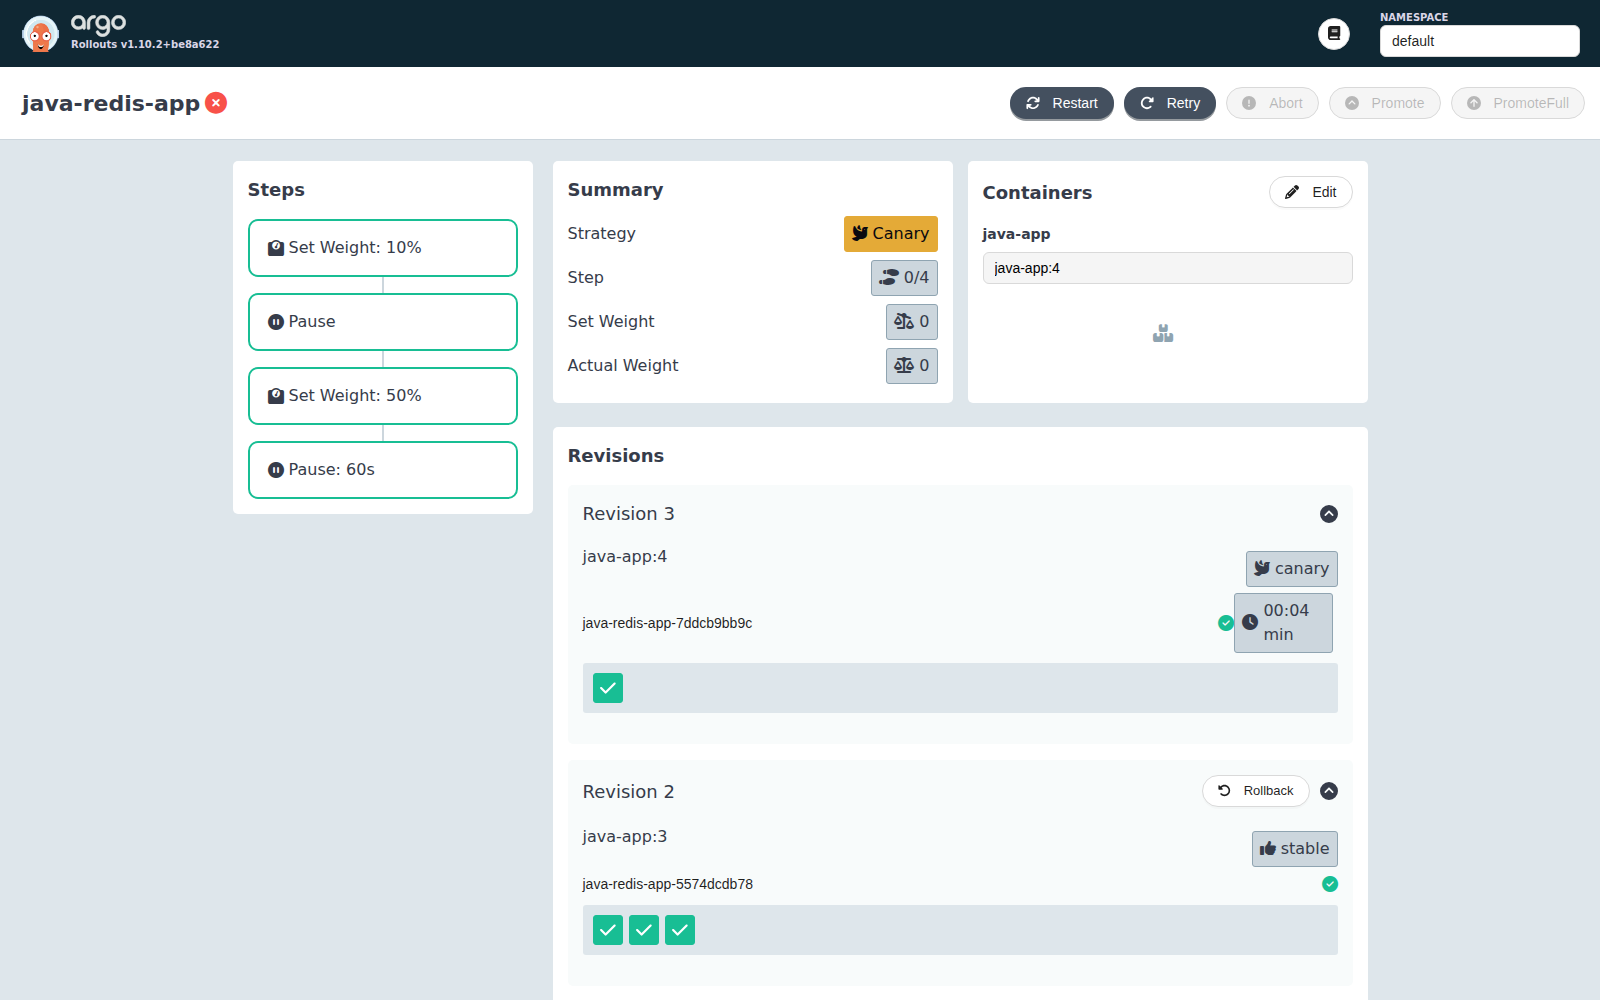 argo
Rollouts v1.10.2+be8a622
NAMESPACE
default
java-redis-app
Restart
Retry
Abort
Promote
PromoteFull
Steps
Set Weight: 10%
Pause
Set Weight: 50%
Pause: 60s
Summary
Strategy
Canary
Step
0/4
Set Weight
0
Actual Weight
0
Containers
Edit
java-app
java-app:4
Revisions
Revision 3
java-app:4
canary
java-redis-app-7ddcb9bb9c
00:04
min
Revision 2
Rollback
java-app:3
stable
java-redis-app-5574dcdb78